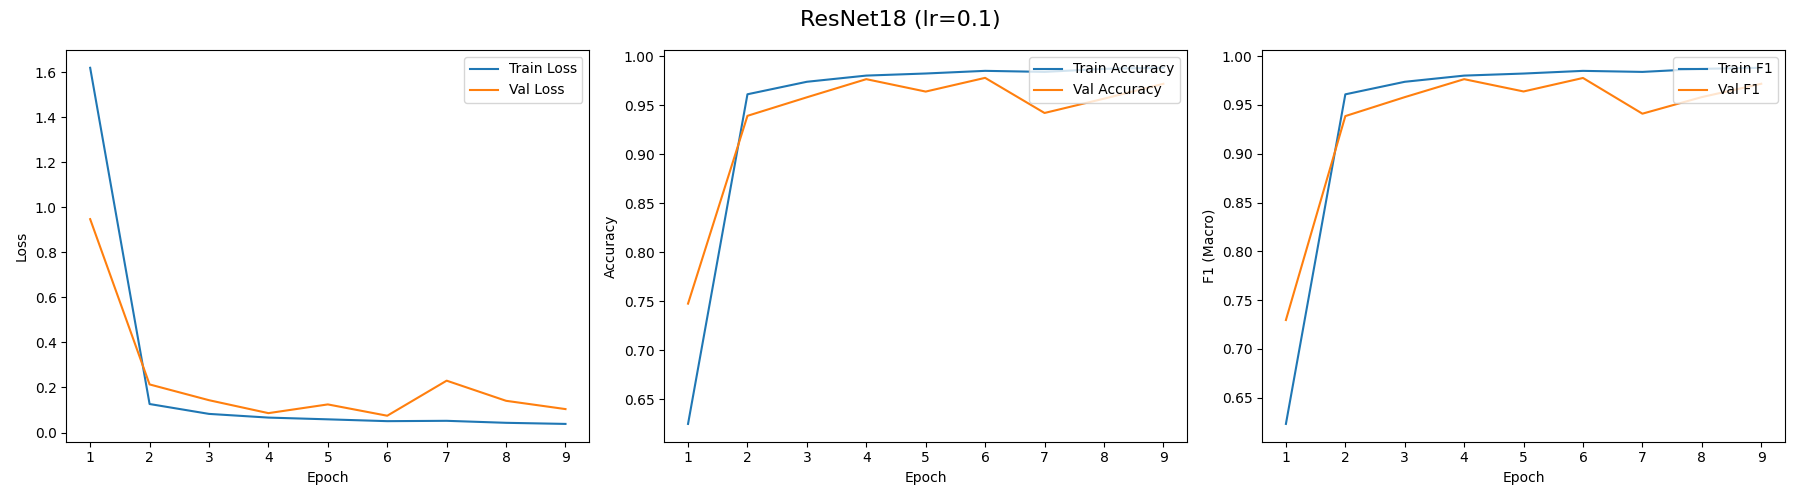 ResNet18 (lr=0.1)
Loss
1.6
1.4
1.2
1.0
0.8
0.6
0.4
0.2
0.0
Train Loss
Val Loss
1 2 3 4 5 6 7 8 9
Epoch
Accuracy
1.00
0.95
0.90
0.85
0.80
0.75
0.70
0.65
Train Accuracy
Val Accuracy
1 2 3 4 5 6 7 8 9
Epoch
F1 (Macro)
1.00
0.95
0.90
0.85
0.80
0.75
0.70
0.65
Train F1
Val F1
1 2 3 4 5 6 7 8 9
Epoch